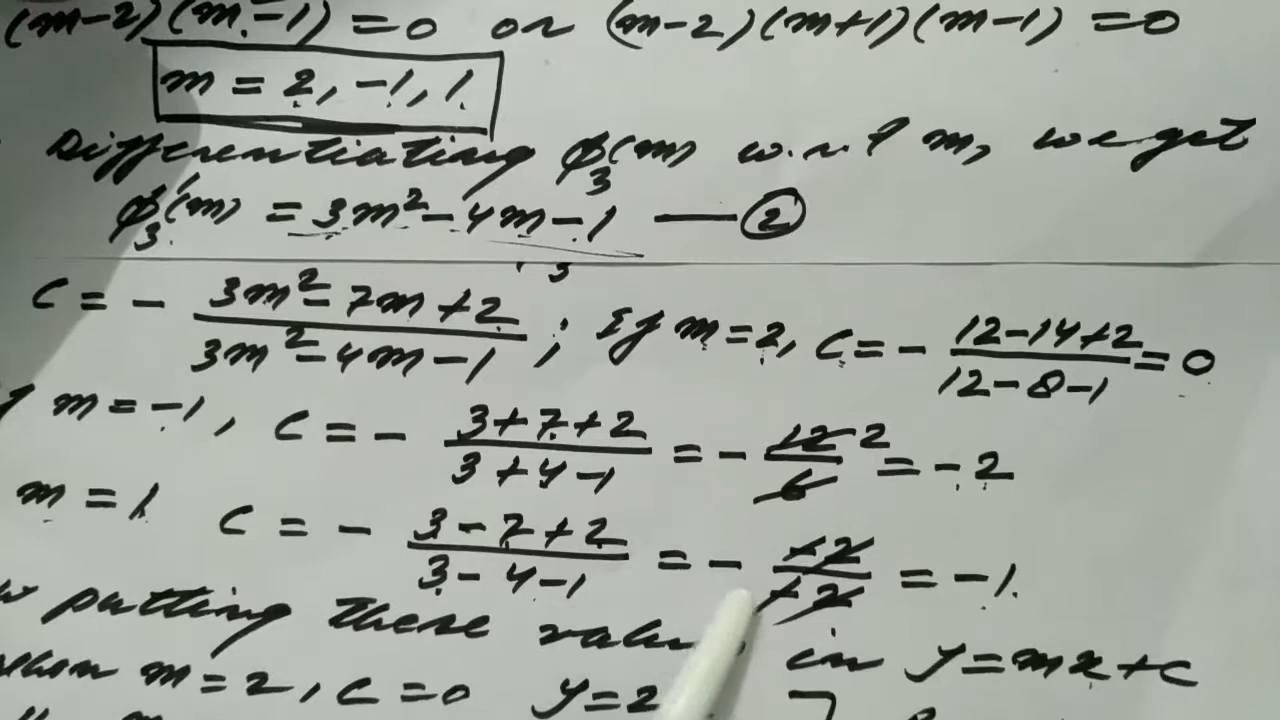 (m-2)(m²-1) = 0 or (m-2)(m+1)(m-1) = 0
m = 2, -1, 1
Differentiating φ₃(m) w.r.t m, we get
φ₃'(m) = 3m² - 4m - 1 — ②
C = - (3m² - 7m + 2)/(3m² - 4m - 1) ; If m = 2, C = - (12 - 14 + 2)/(12 - 8 - 1) = 0
m = -1, C = - (3 + 7 + 2)/(3 + 4 - 1) = - 12/6 2 = - 2
m = 1 C = - (3 - 7 + 2)/(3 - 4 - 1) = - +2/+2 = -1.
putting these in y = mx + c
when m = 2, C = 0 y = 2